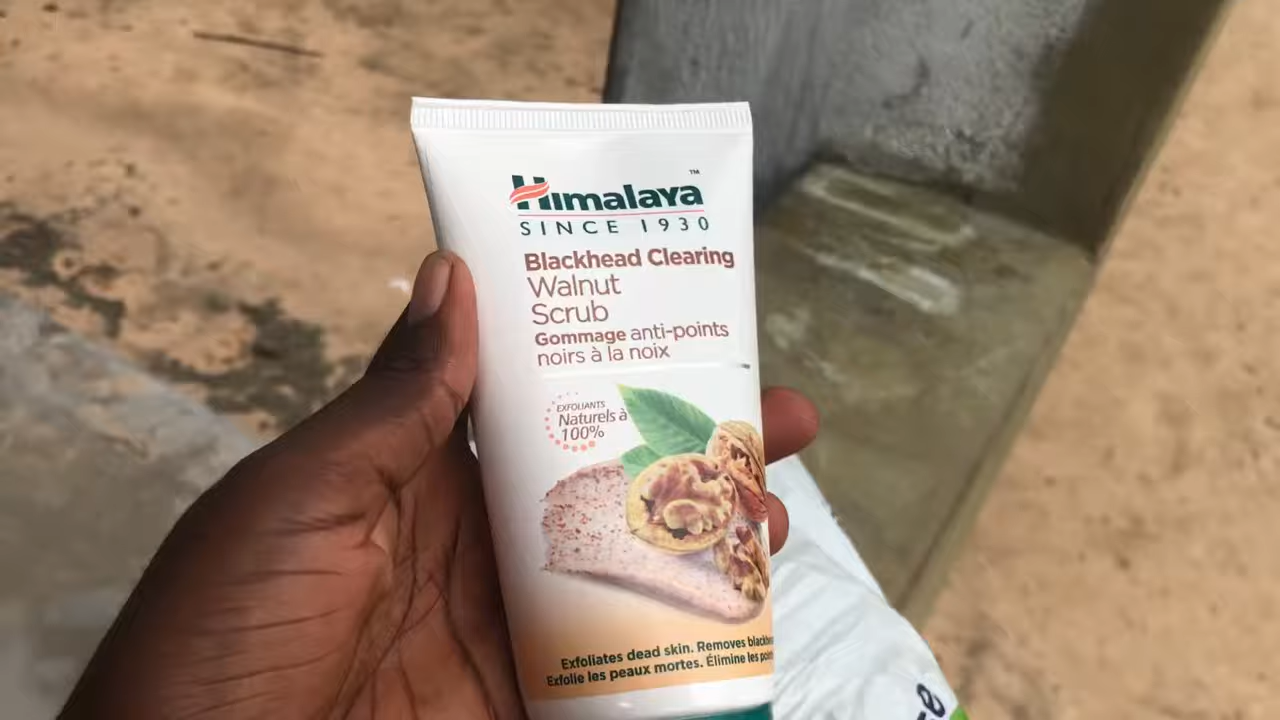 Himalaya™
SINCE 1930
Blackhead Clearing
Walnut
Scrub
Gommage anti-points
noirs à la noix
EXFOLIANTS
Naturels à
100%
Exfoliates dead skin. Removes
Exfolie les peaux mortes. Élimine les